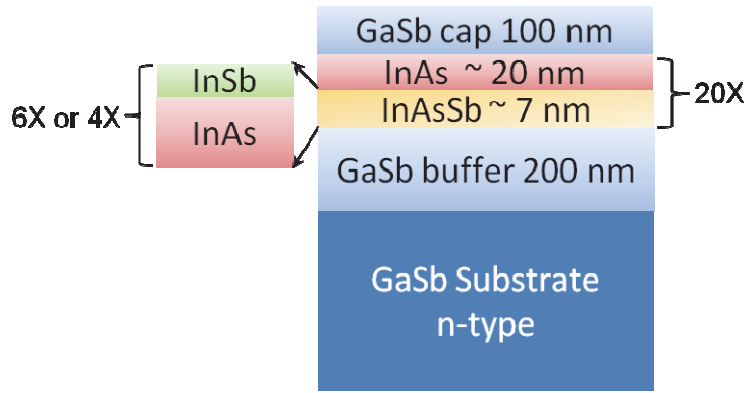 GaSb cap 100 nm
InSb
InAs ~ 20 nm
20X
6X or 4X
InAs
InAsSb ~ 7 nm
GaSb buffer 200 nm
GaSb Substrate
n-type